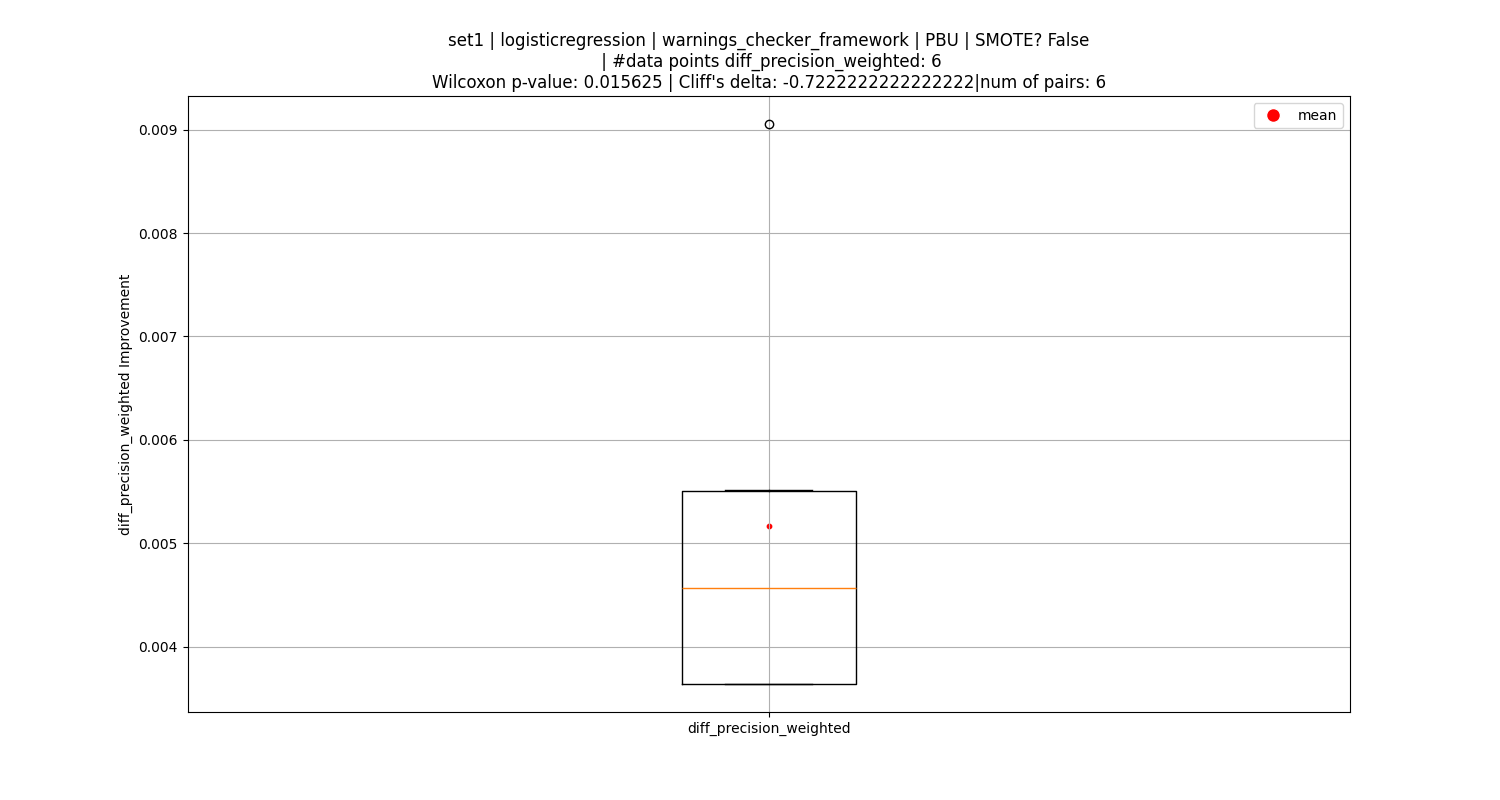 set1 | logisticregression | warnings_checker_framework | PBU | SMOTE? False
| #data points diff_precision_weighted: 6
Wilcoxon p-value: 0.015625 | Cliff's delta: -0.7222222222222222|num of pairs: 6
mean
0.009
0.008
0.007
0.006
0.005
0.004
diff_precision_weighted Improvement
diff_precision_weighted